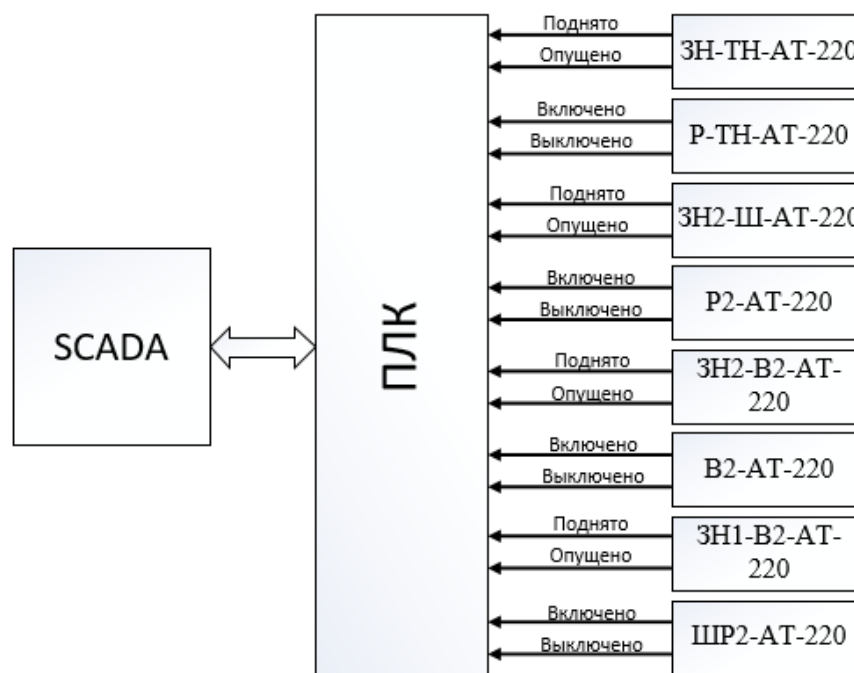 SCADA
ПЛК
Поднято
Опущено
ЗН-ТН-АТ-220
Включено
Выключено
Р-ТН-АТ-220
Поднято
Опущено
ЗН2-Ш-АТ-220
Включено
Выключено
Р2-АТ-220
Поднято
Опущено
ЗН2-В2-АТ-
220
Включено
Выключено
В2-АТ-220
Поднято
Опущено
ЗН1-В2-АТ-
220
Включено
Выключено
ШР2-АТ-220